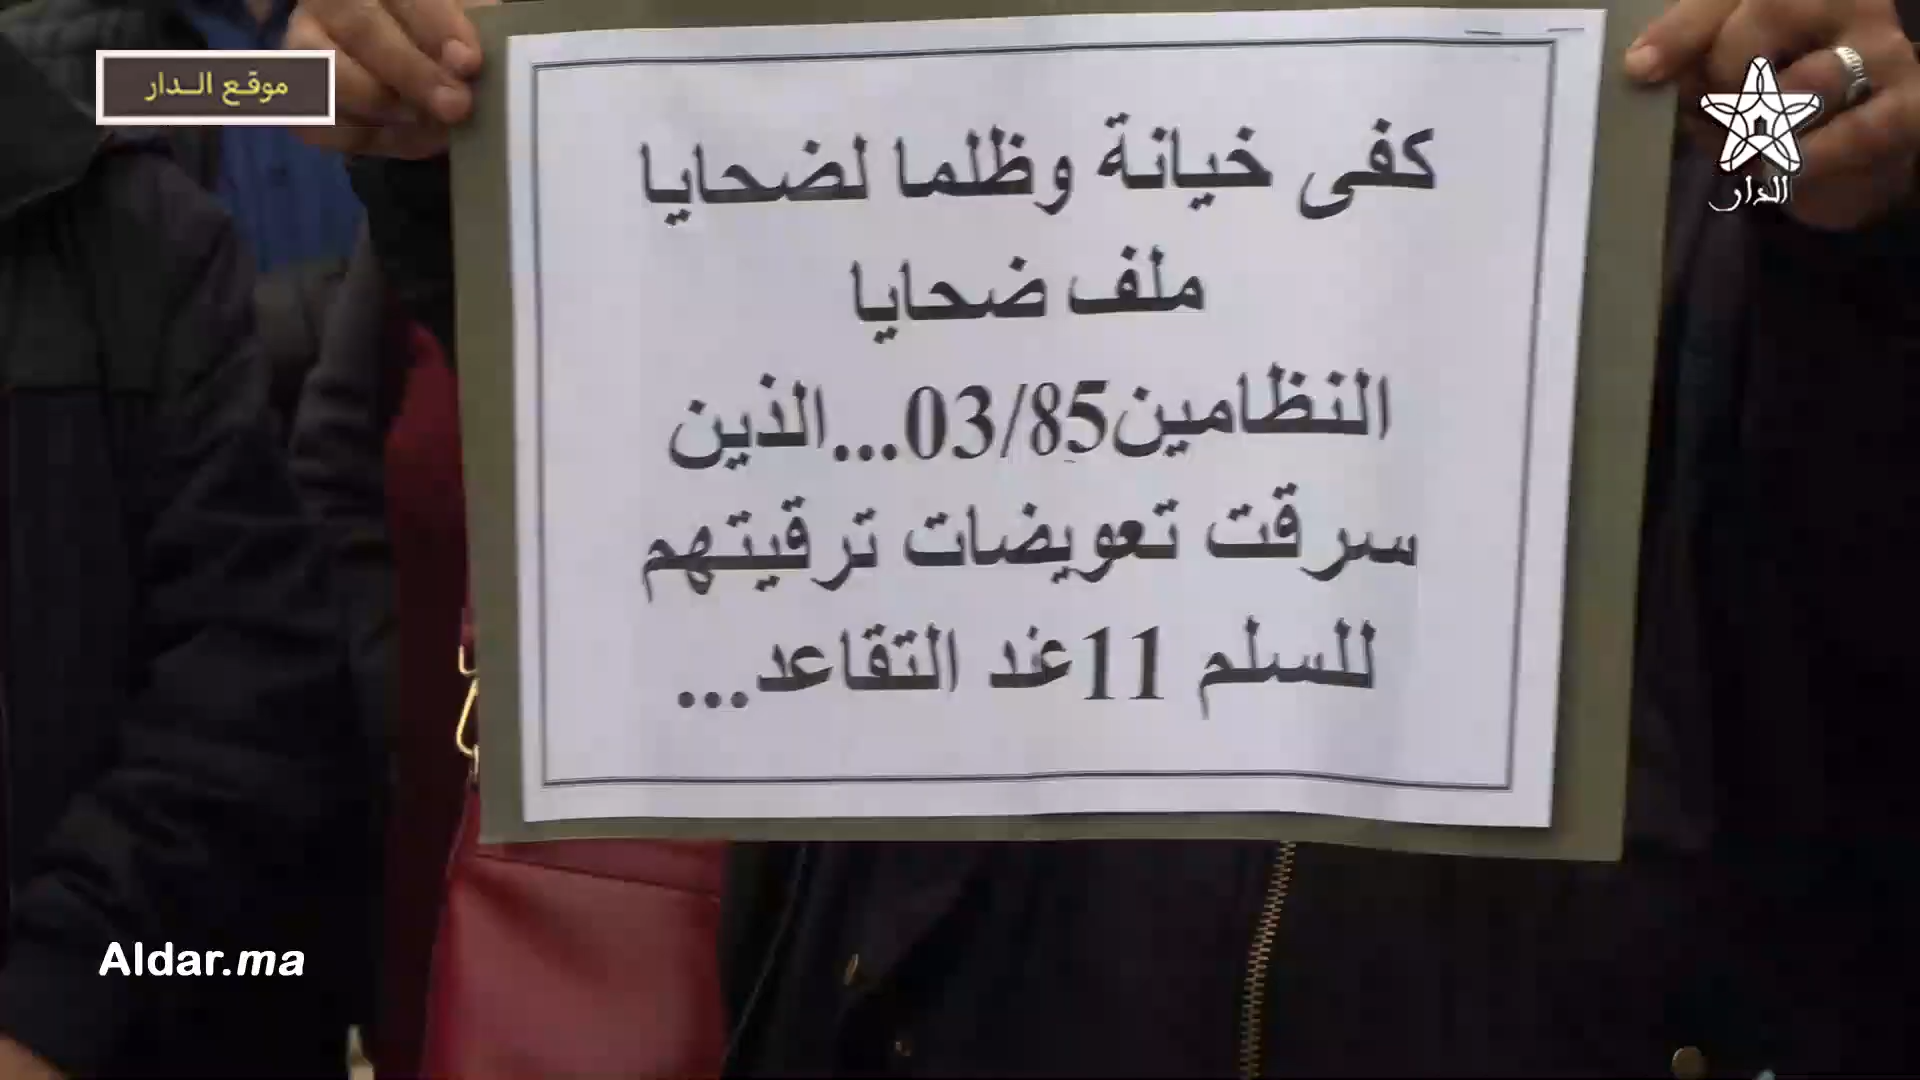 موقع الدار
الدار
كفى خيانة وظلما لضحايا
ملف ضحايا
النظامين03/85...الذين
سرقت تعويضات ترقيتهم
للسلم 11عند التقاعد...
Aldar.ma